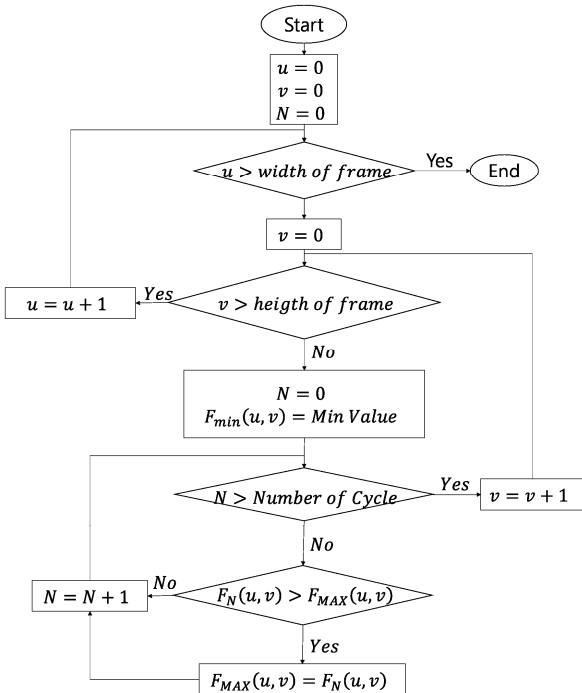 Start
u = 0
v = 0
N = 0
u > width of frame
Yes
End
v = 0
u = u + 1
Yes
v > heigth of frame
No
N = 0
F_min(u, v) = Min Value
N > Number of Cycle
Yes
v = v + 1
No
N = N + 1
No
F_N(u, v) > F_MAX(u, v)
Yes
F_MAX(u, v) = F_N(u, v)